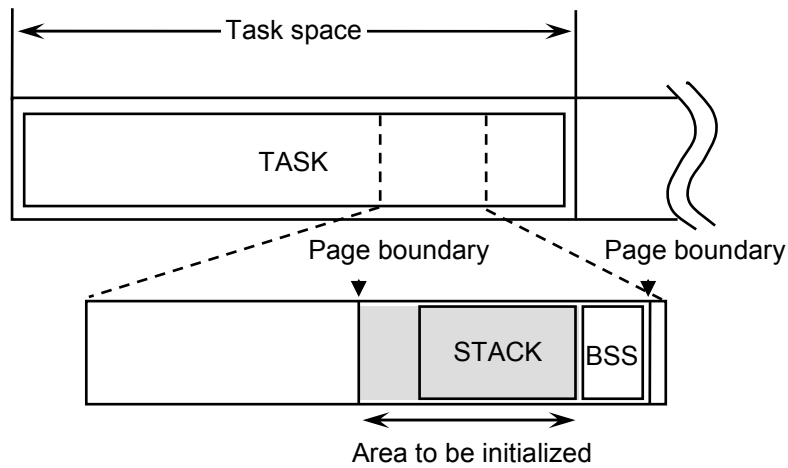 Task space
TASK
Page boundary
Page boundary
STACK
BSS
Area to be initialized